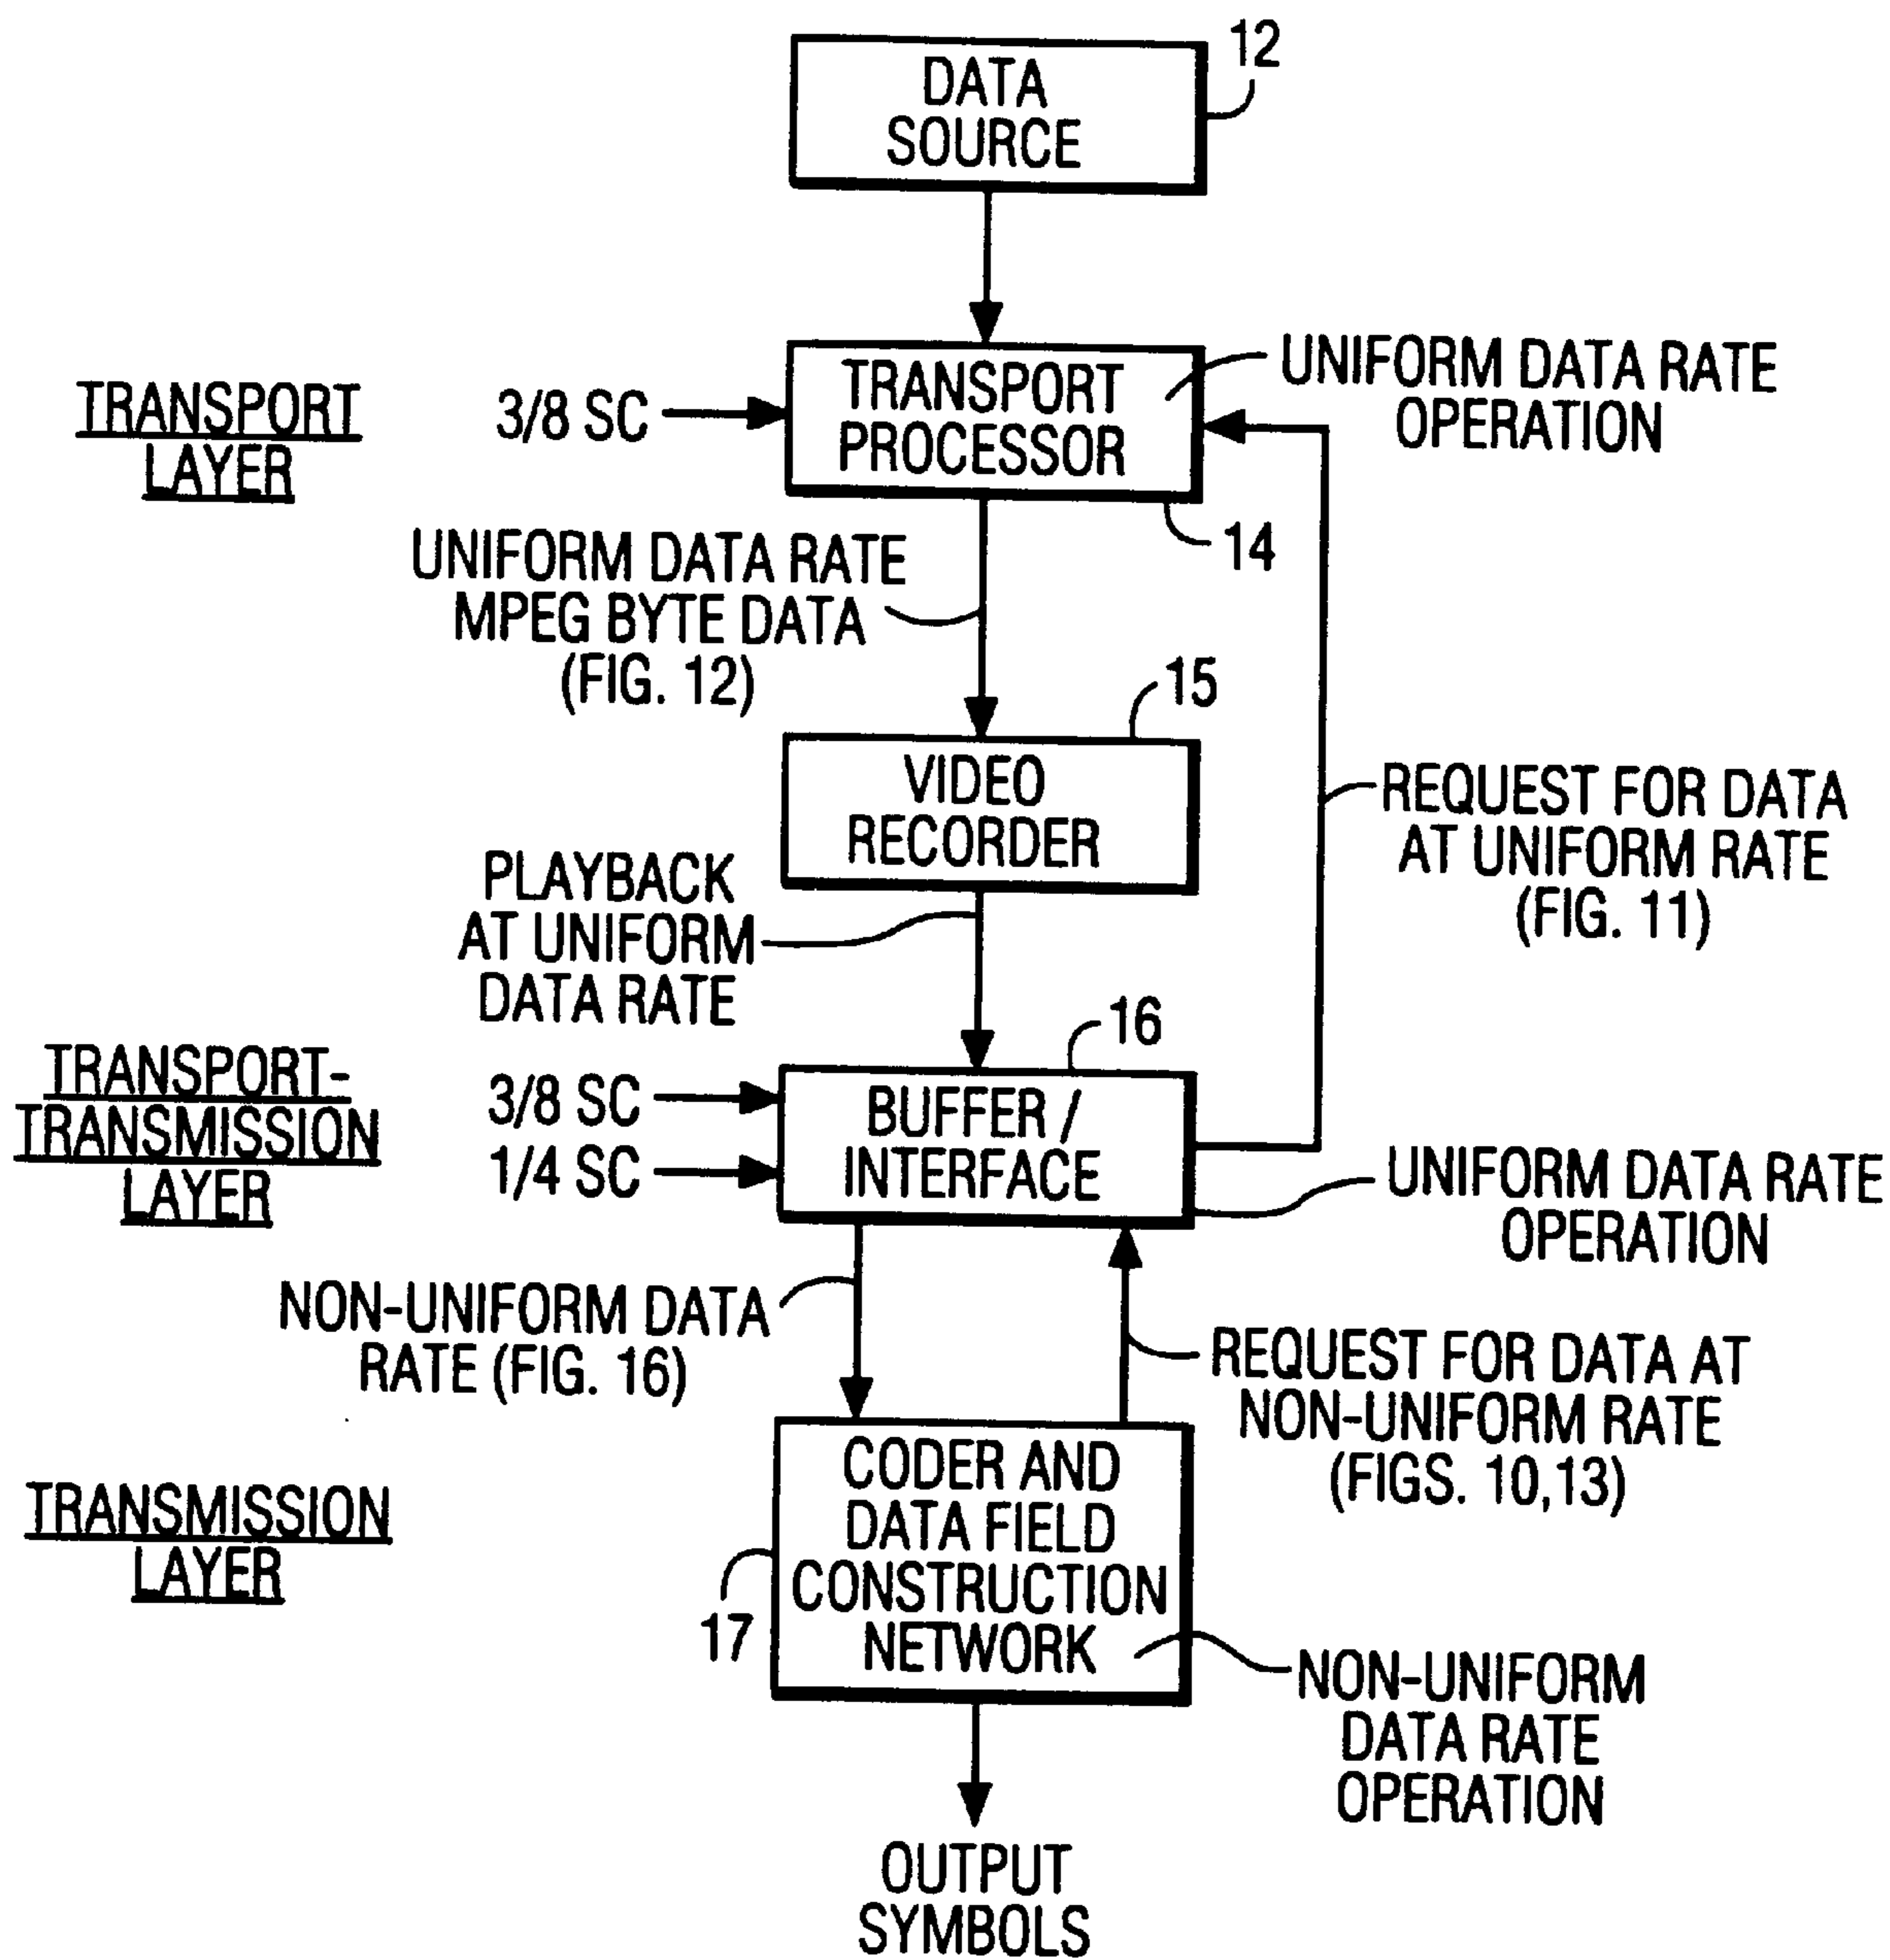 12
DATA
SOURCE
TRANSPORT
LAYER
3/8 SC
TRANSPORT
PROCESSOR
UNIFORM DATA RATE
OPERATION
14
UNIFORM DATA RATE
MPEG BYTE DATA
(FIG. 12)
15
VIDEO
RECORDER
REQUEST FOR DATA
AT UNIFORM RATE
(FIG. 11)
PLAYBACK
AT UNIFORM
DATA RATE
16
TRANSPORT-
TRANSMISSION
LAYER
3/8 SC
1/4 SC
BUFFER /
INTERFACE
UNIFORM DATA RATE
OPERATION
NON-UNIFORM DATA
RATE (FIG. 16)
REQUEST FOR DATA AT
NON-UNIFORM RATE
(FIGS. 10,13)
TRANSMISSION
LAYER
17
CODER AND
DATA FIELD
CONSTRUCTION
NETWORK
NON-UNIFORM
DATA RATE
OPERATION
OUTPUT
SYMBOLS